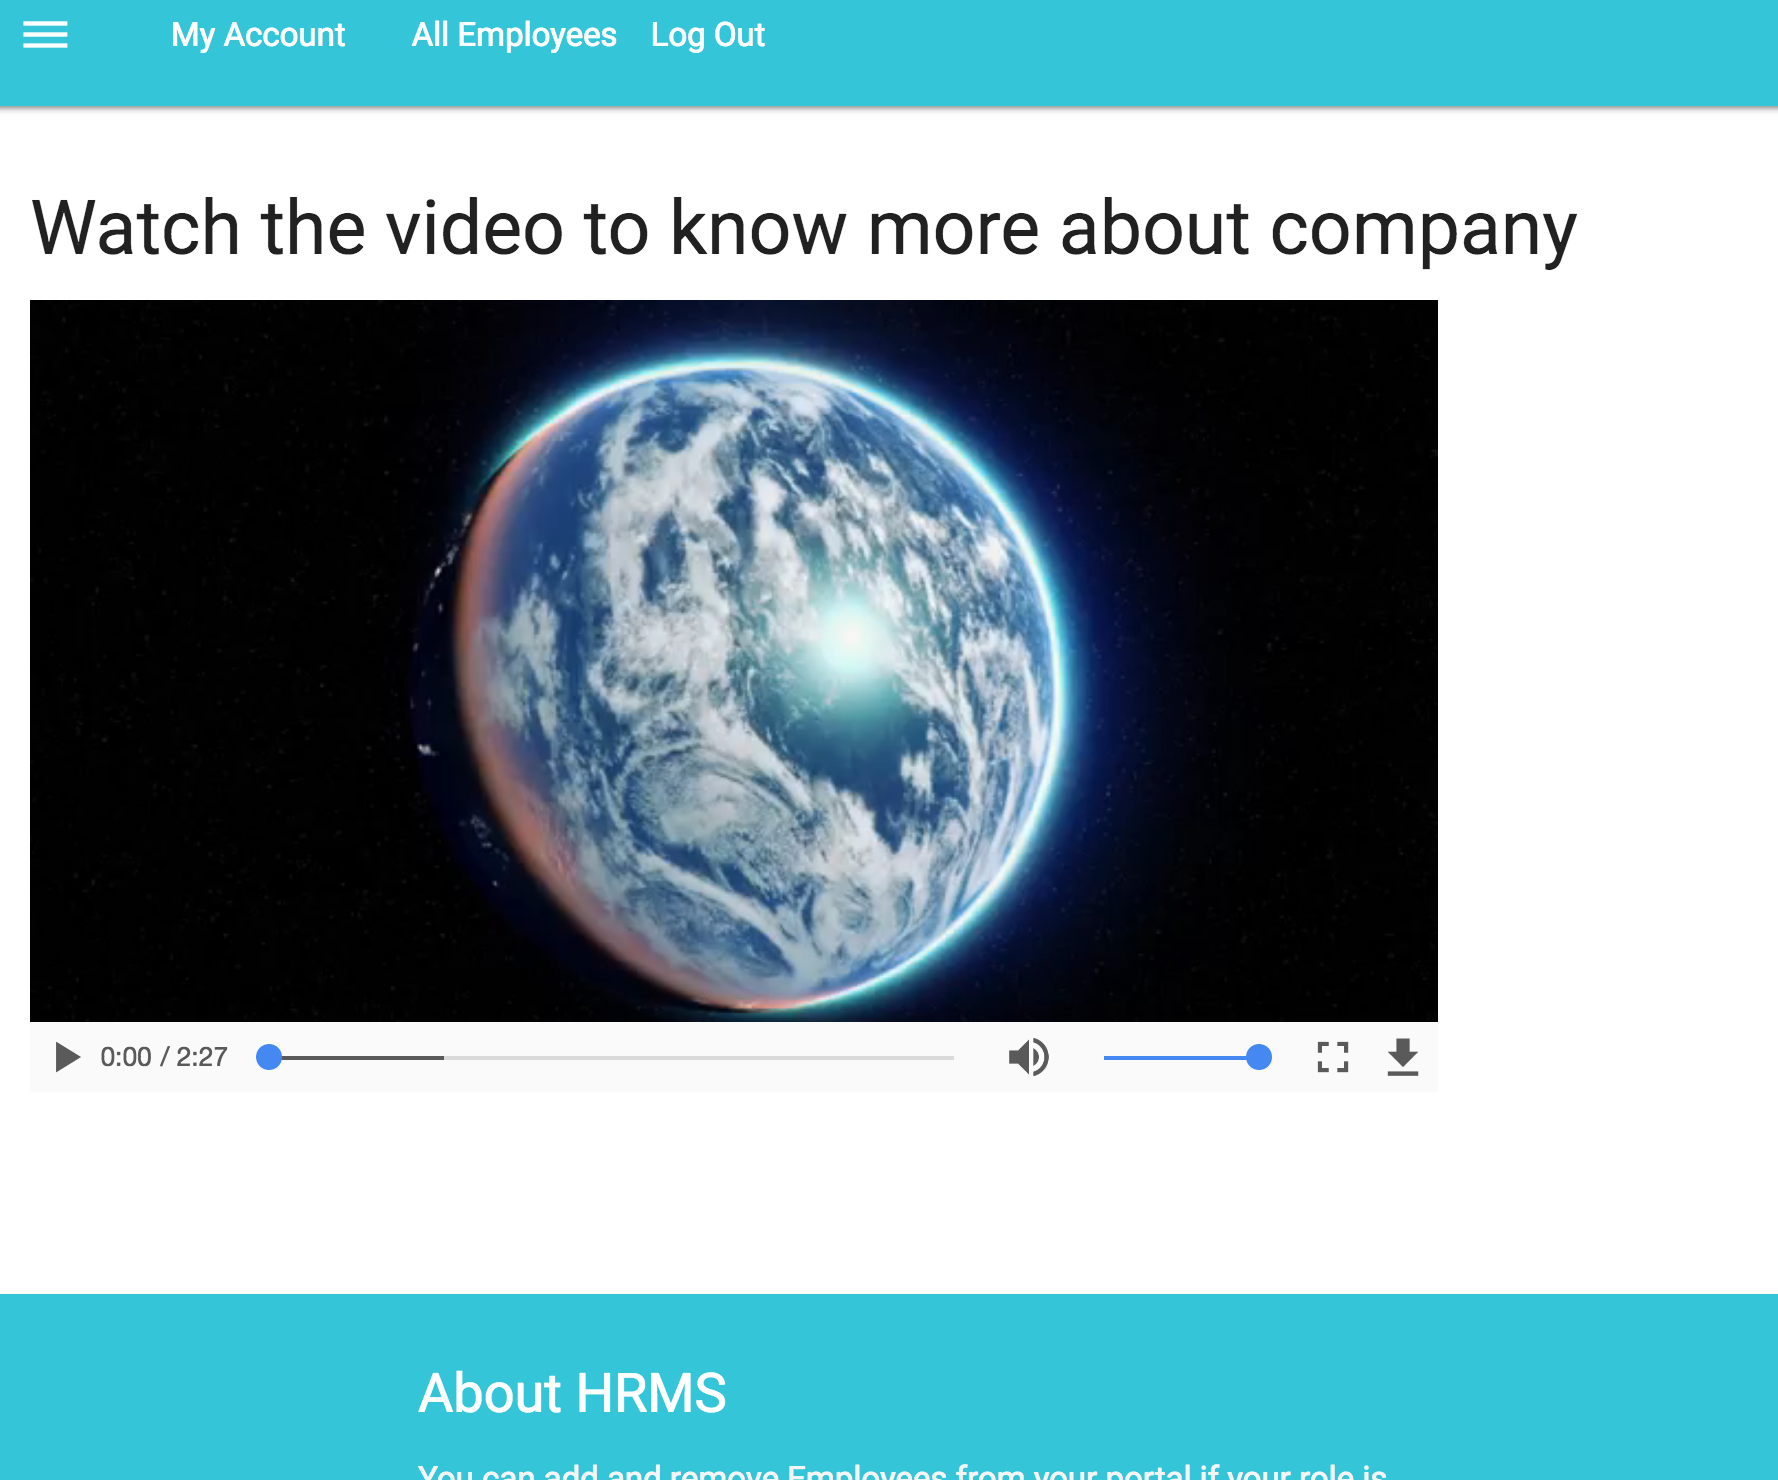 My Account All Employees Log Out
Watch the video to know more about company
0:00 / 2:27
About HRMS
You can add and remove Employees from your portal if your role is